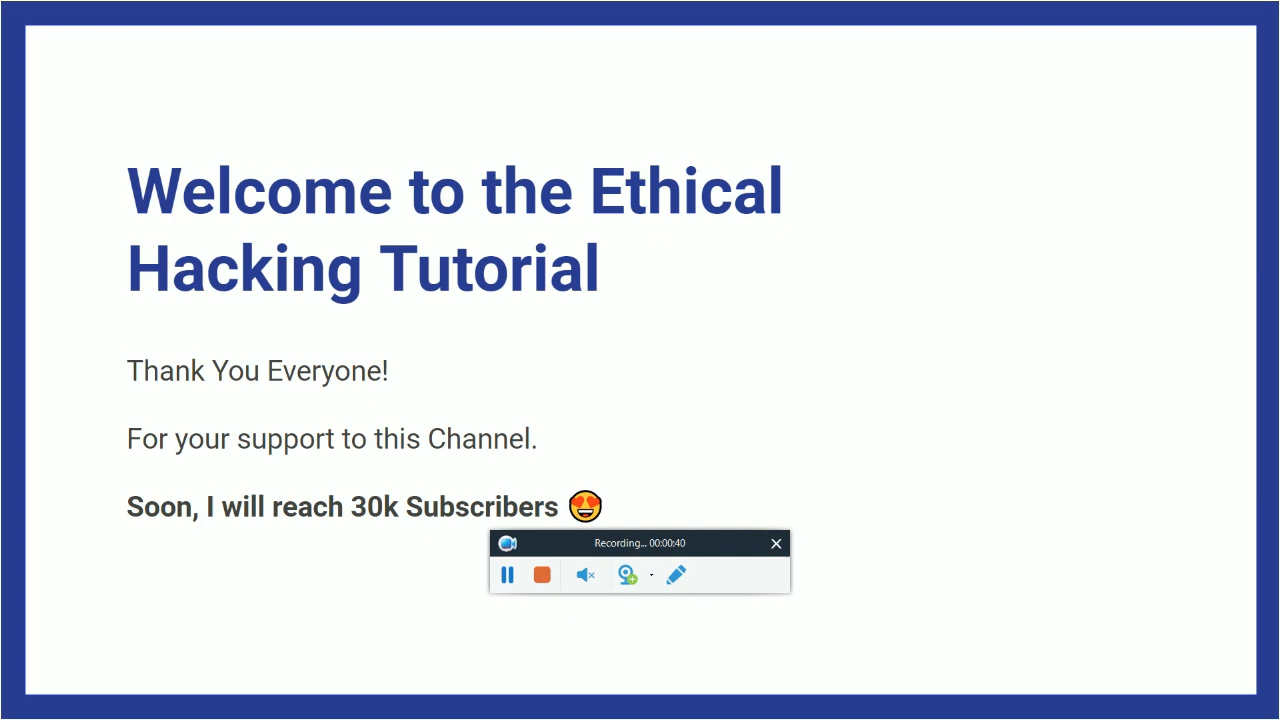 Welcome to the Ethical
Hacking Tutorial
Thank You Everyone!
For your support to this Channel.
Soon, I will reach 30k Subscribers 😍
Recording... 00:00:40